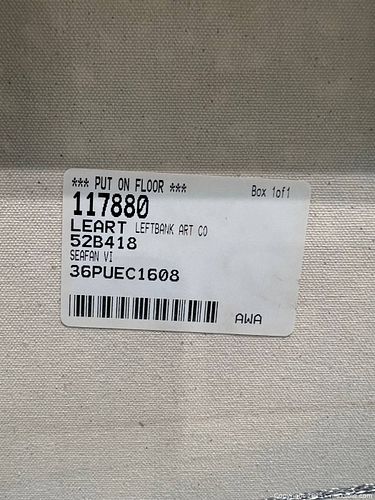 *** PUT ON FLOOR ***
Box 1of1
117880
LEART LEFTBANK ART CO
52B418
SEAFAN VI
36PUEC1608
AWA